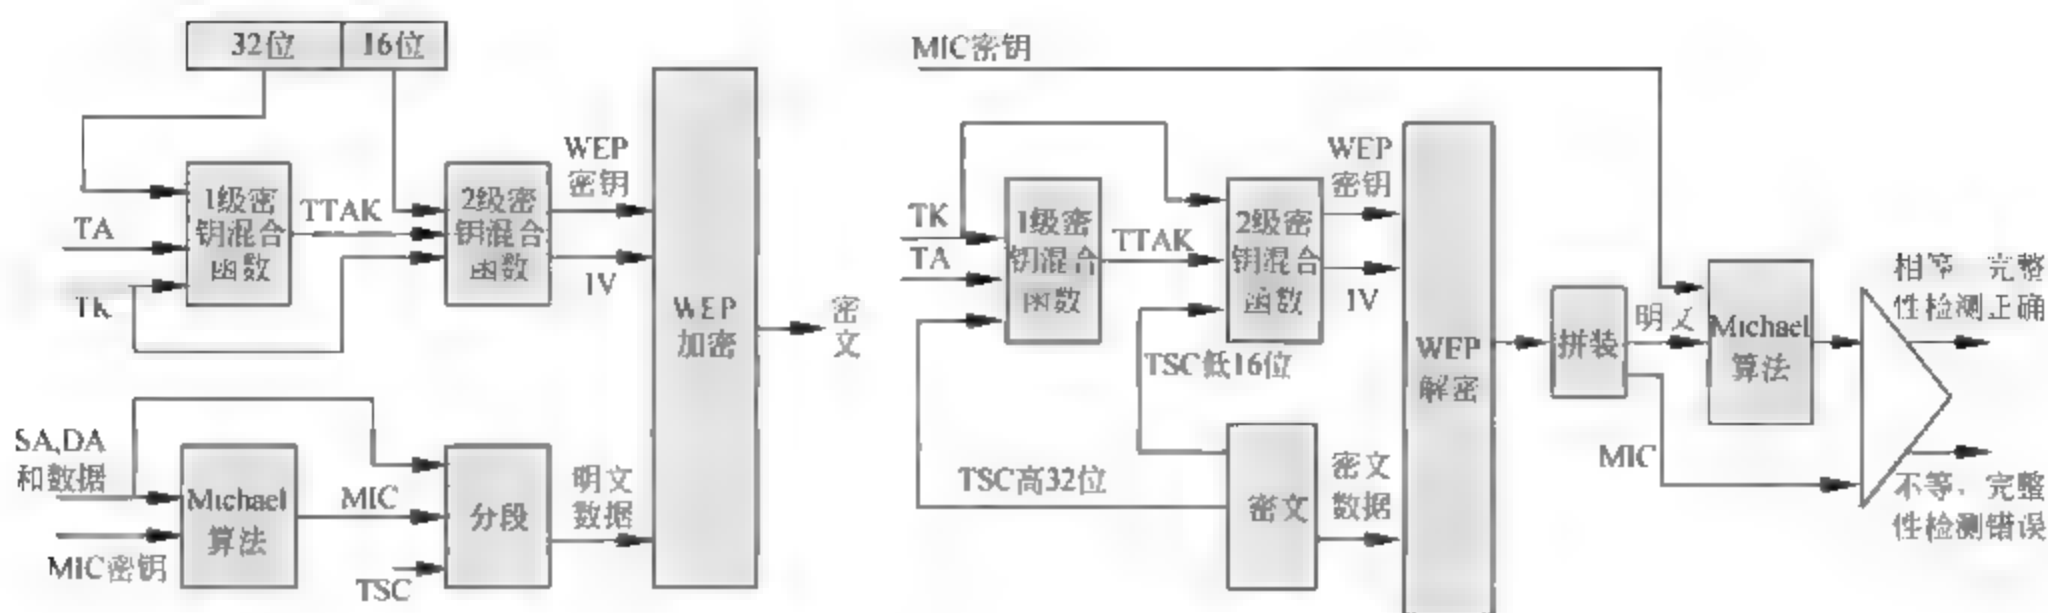 32位 16位
TA
TK
1级密
钥混合
函数
TTAK
2级密
钥混合
函数
WEP
密钥
IV
WEP
加密
密
文
SA,DA
和数据
MIC密钥
Michael
算法
MIC
TSC
分段
明文
数据
MIC密钥
TK
TA
1级密
钥混合
函数
TTAK
2级密
钥混合
函数
WEP
密钥
IV
TSC低16位
TSC高32位
密文
密文
数据
WEP
解密
拼装
明文
MIC
Michael
算法
相等，完整
性检测正确
不等，完整
性检测错误